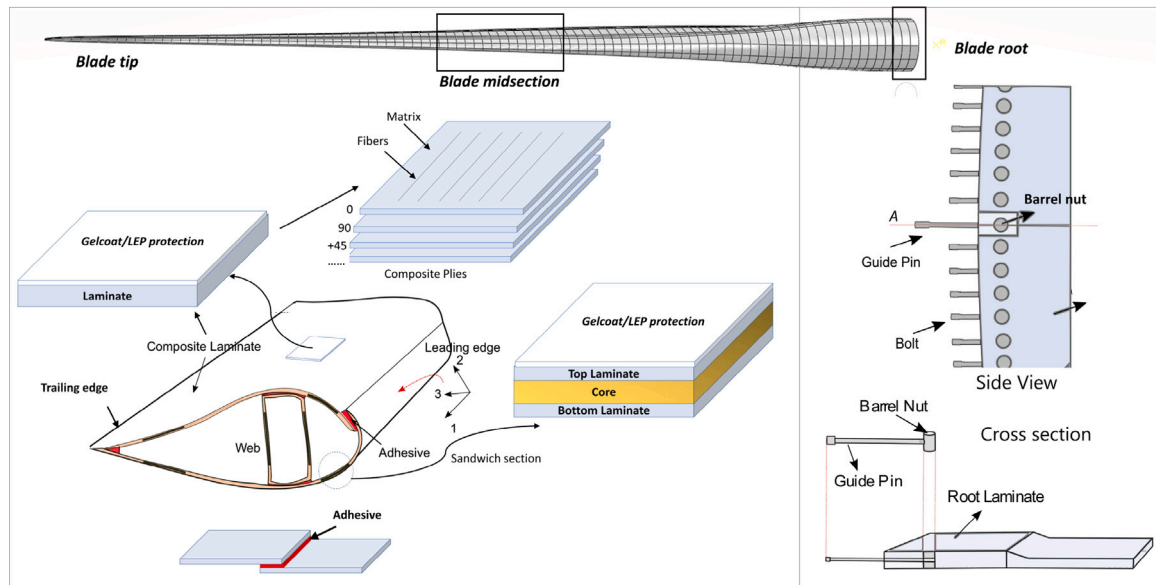 Blade tip
Blade midsection
Blade root
Matrix
Fibers
0
90
+45
......
Composite Plies
Gelcoat/LEP protection
Laminate
Composite Laminate
Trailing edge
Leading edge
2
3
1
Web
Adhesive
Sandwich section
Gelcoat/LEP protection
Top Laminate
Core
Bottom Laminate
Adhesive
A
Barrel nut
Guide Pin
Bolt
Side View
Barrel Nut
Cross section
Guide Pin
Root Laminate